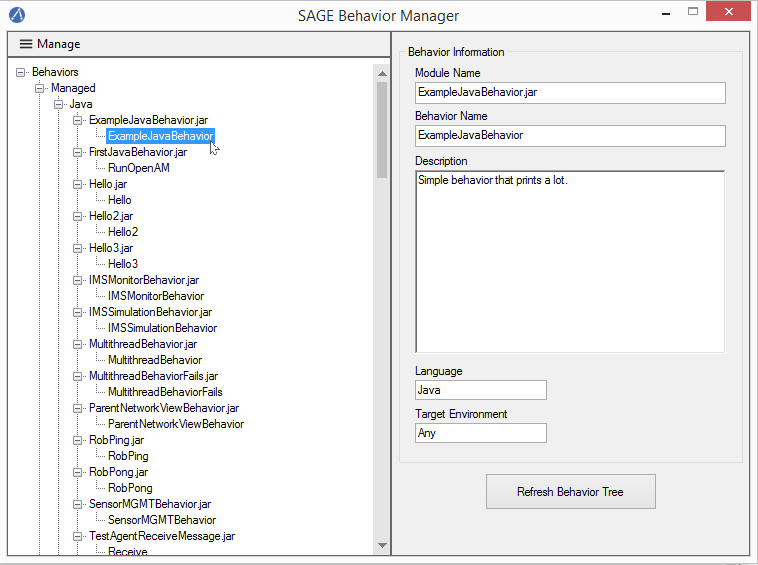 SAGE Behavior Manager
Manage
Behaviors
Managed
Java
ExampleJavaBehavior.jar
ExampleJavaBehavior
FirstJavaBehavior.jar
RunOpenAM
Hello.jar
Hello
Hello2.jar
Hello2
Hello3.jar
Hello3
IMSMonitorBehavior.jar
IMSMonitorBehavior
IMSSimulationBehavior.jar
IMSSimulationBehavior
MultithreadBehavior.jar
MultithreadBehavior
MultithreadBehaviorFails.jar
MultithreadBehaviorFails
ParentNetworkViewBehavior.jar
ParentNetworkViewBehavior
RobPing.jar
RobPing
RobPong.jar
RobPong
SensorMGMTBehavior.jar
SensorMGMTBehavior
TestAgentReceiveMessage.jar
Receive
Behavior Information
Module Name
ExampleJavaBehavior.jar
Behavior Name
ExampleJavaBehavior
Description
Simple behavior that prints a lot.
Language
Java
Target Environment
Any
Refresh Behavior Tree